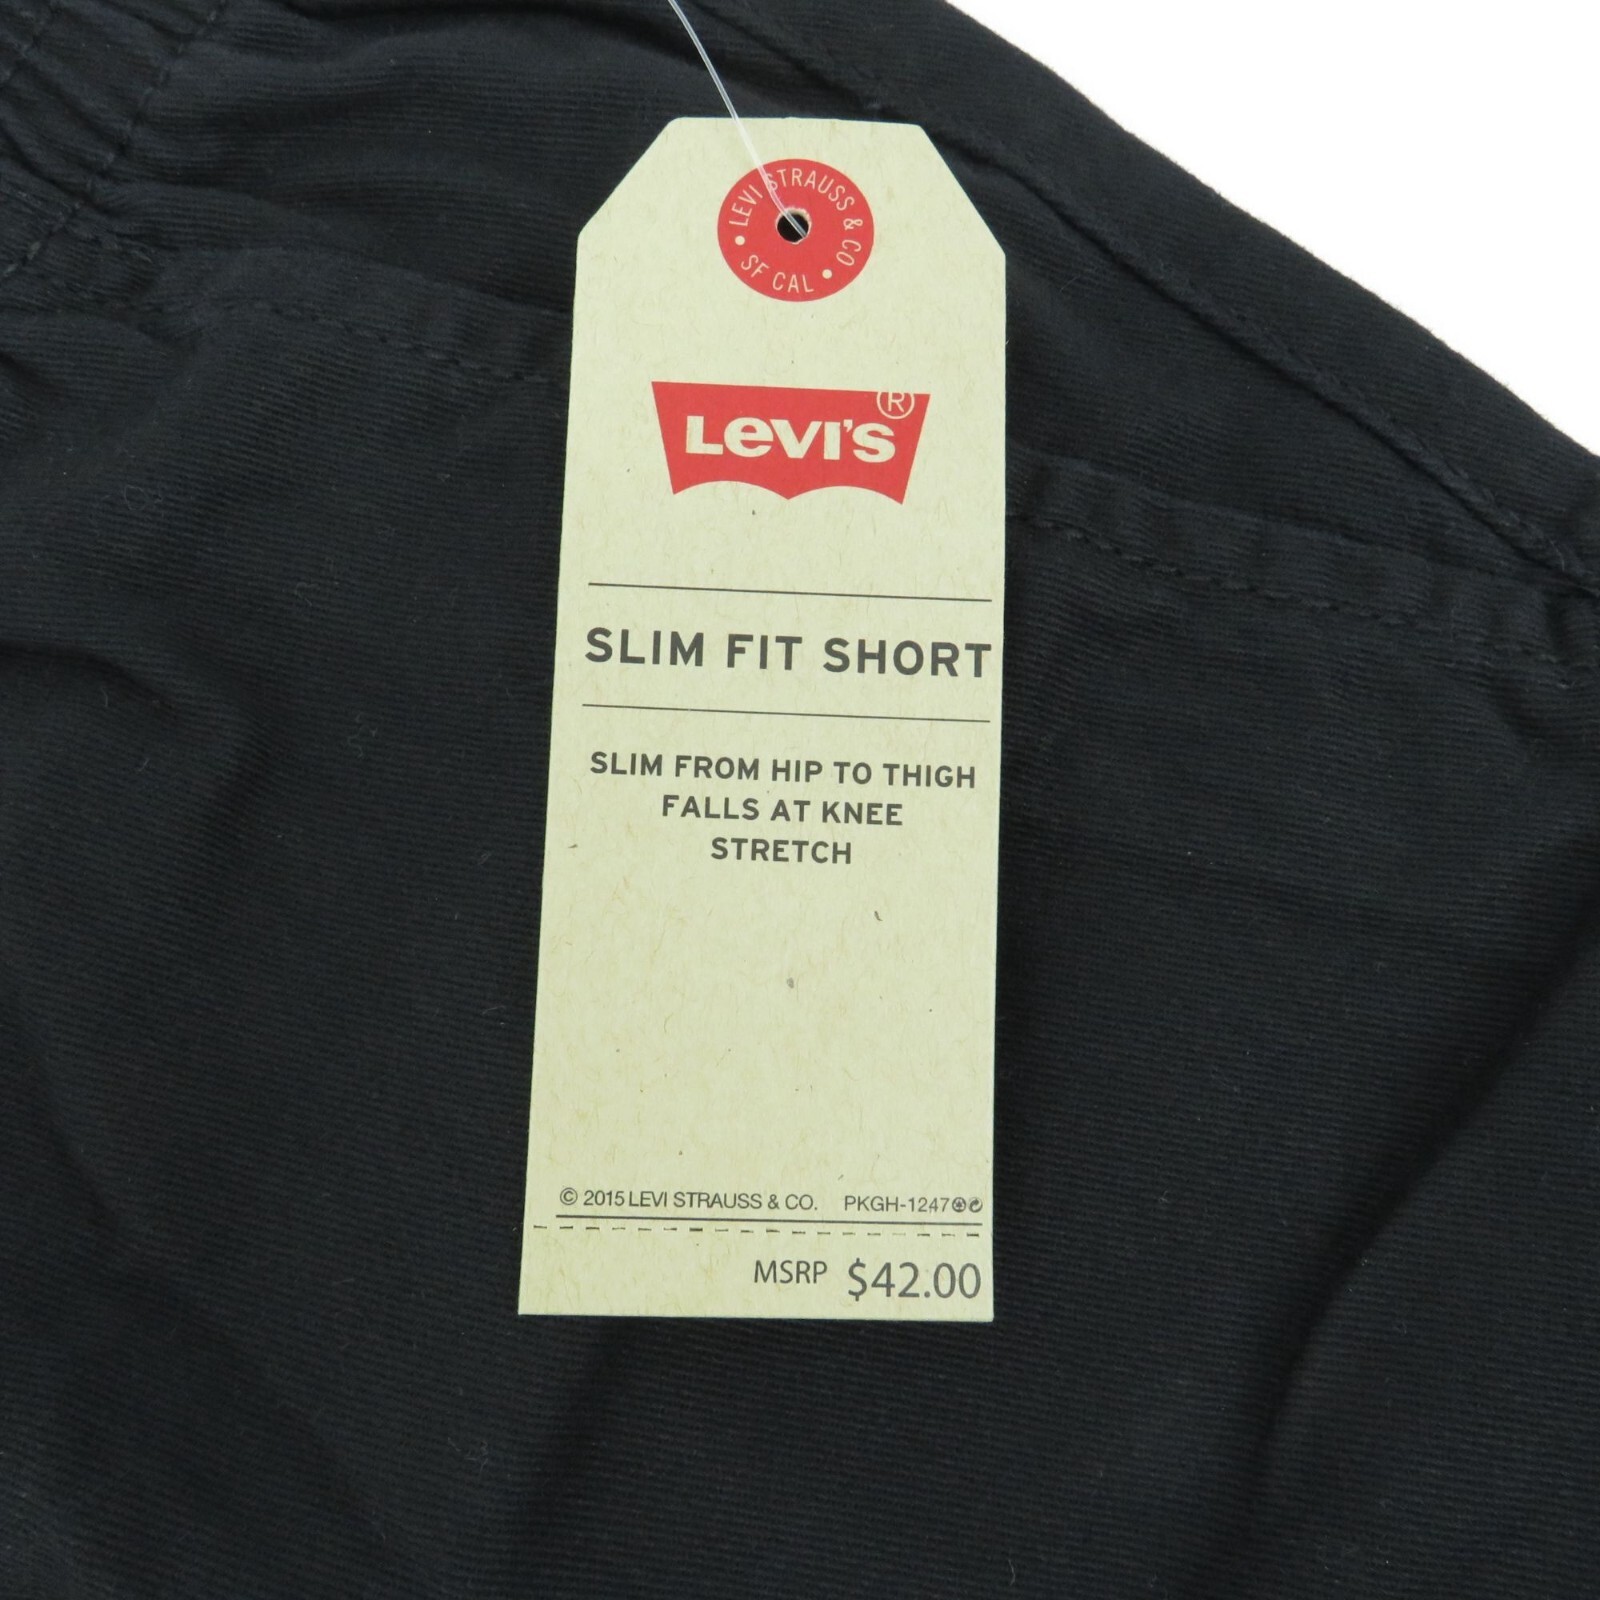 LEVI STRAUSS & CO
• SF CAL •
LEVI'S®
SLIM FIT SHORT
SLIM FROM HIP TO THIGH
FALLS AT KNEE
STRETCH
© 2015 LEVI STRAUSS & CO. PKGH-1247
MSRP $42.00